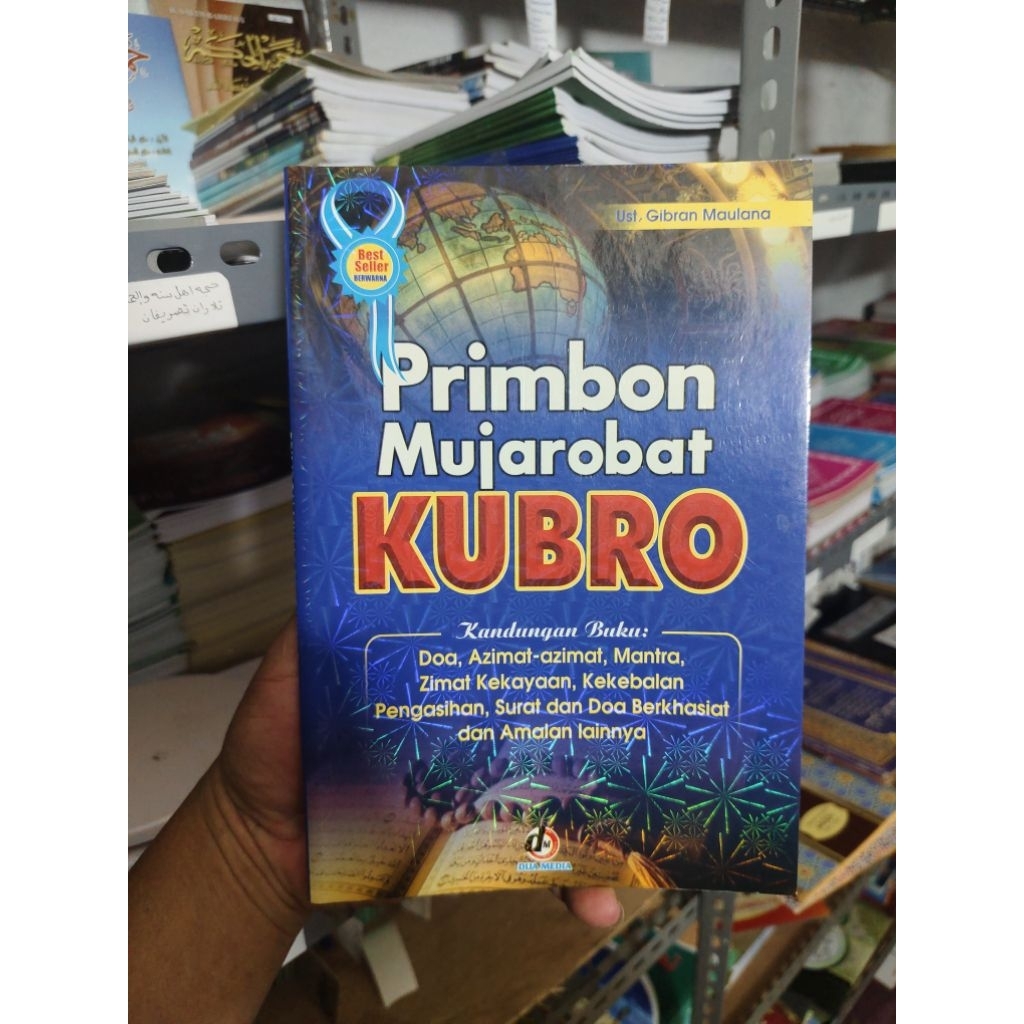 Ust. Gibran Maulana
Best
Seller
BERWARNA
Primbon
Mujarobat
KUBRO
Kandungan Buku:
Doa, Azimat-azimat, Mantra,
Zimat Kekayaan, Kekebalan
Pengasihan, Surat dan Doa Berkhasiat
dan Amalan lainnya
dM
DUA MEDIA